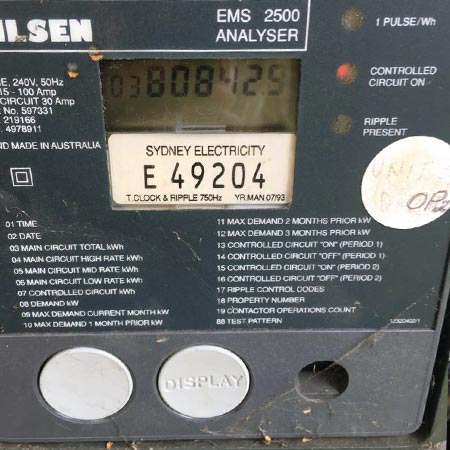 ILSEN
EMS 2500
ANALYSER
E, 240V, 50Hz
15 - 100 Amp
CIRCUIT 30 Amp
No. 597331
219166
4978911
ND MADE IN AUSTRALIA
03 80842.5
1 PULSE/Wh
CONTROLLED
CIRCUIT ON
RIPPLE
PRESENT
SYDNEY ELECTRICITY
E 49204
T.CLOCK & RIPPLE 750Hz YR.MAN 07/93
UNIT
01 TIME
02 DATE
03 MAIN CIRCUIT TOTAL kWh
04 MAIN CIRCUIT HIGH RATE kWh
05 MAIN CIRCUIT MID RATE kWh
06 MAIN CIRCUIT LOW RATE kWh
07 CONTROLLED CIRCUIT kWh
08 DEMAND kW
09 MAX DEMAND CURRENT MONTH kW
10 MAX DEMAND 1 MONTH PRIOR kW
11 MAX DEMAND 2 MONTHS PRIOR kW
12 MAX DEMAND 3 MONTHS PRIOR kW
13 CONTROLLED CIRCUIT "ON" (PERIOD 1)
14 CONTROLLED CIRCUIT "OFF" (PERIOD 1)
15 CONTROLLED CIRCUIT "ON" (PERIOD 2)
16 CONTROLLED CIRCUIT "OFF" (PERIOD 2)
17 RIPPLE CONTROL CODES
18 PROPERTY NUMBER
19 CONTACTOR OPERATIONS COUNT
88 TEST PATTERN
DISPLAY